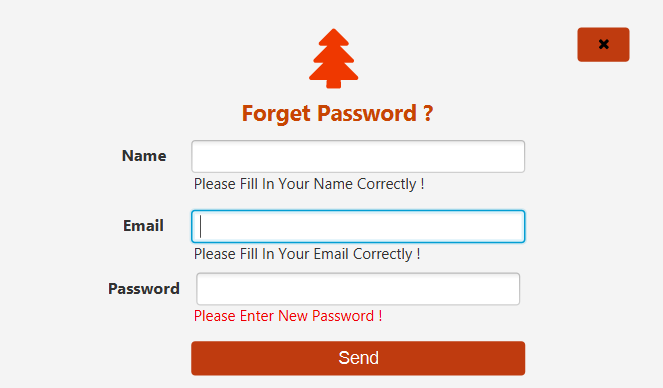 Forget Password ?
Name
Please Fill In Your Name Correctly !
Email
Please Fill In Your Email Correctly !
Password
Please Enter New Password !
Send